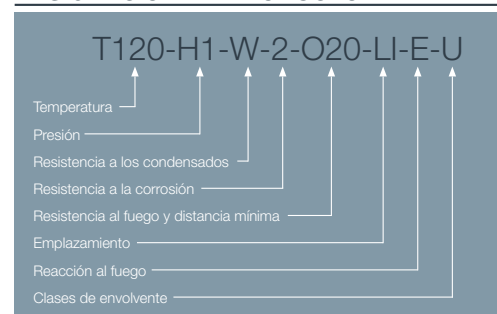 T120-H1-W-2-O20-LI-E-U
Temperatura
Presión
Resistencia a los condensados
Resistencia a la corrosión
Resistencia al fuego y distancia mínima
Emplazamiento
Reacción al fuego
Clases de envolvente